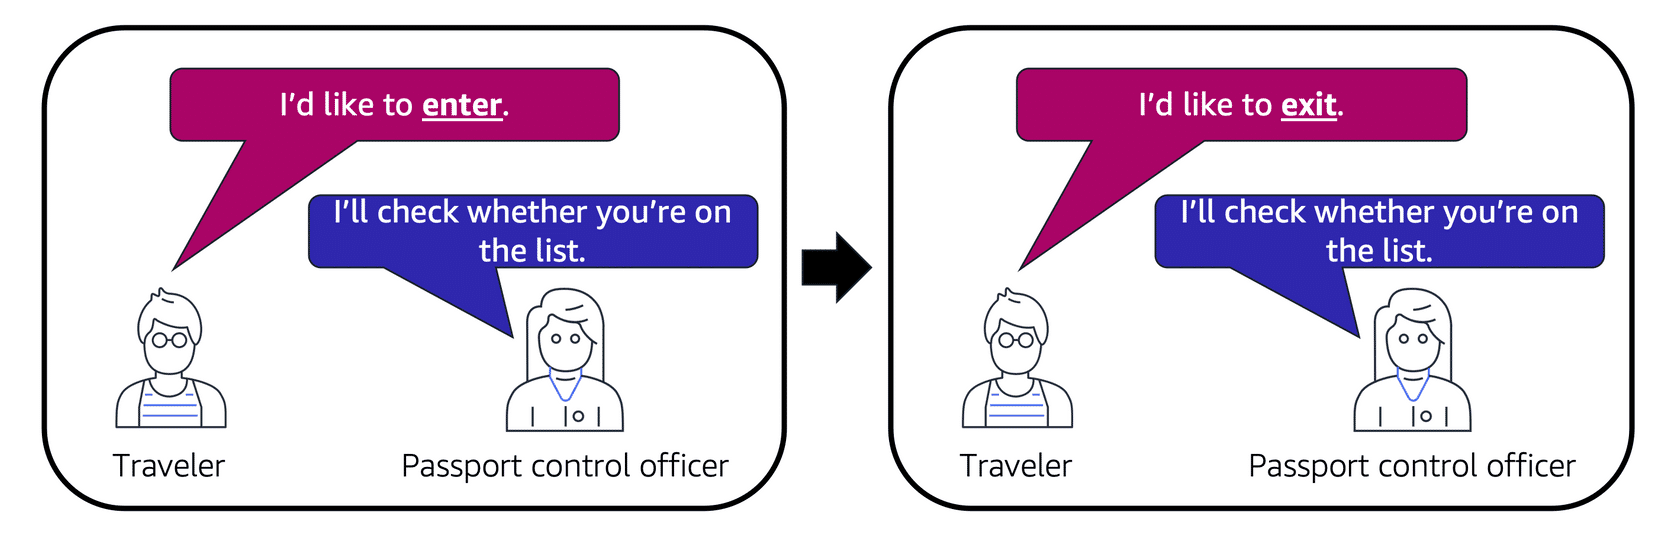 I’d like to enter.
I’ll check whether you’re on
the list.
Traveler
Passport control officer
I’d like to exit.
I’ll check whether you’re on
the list.
Traveler
Passport control officer